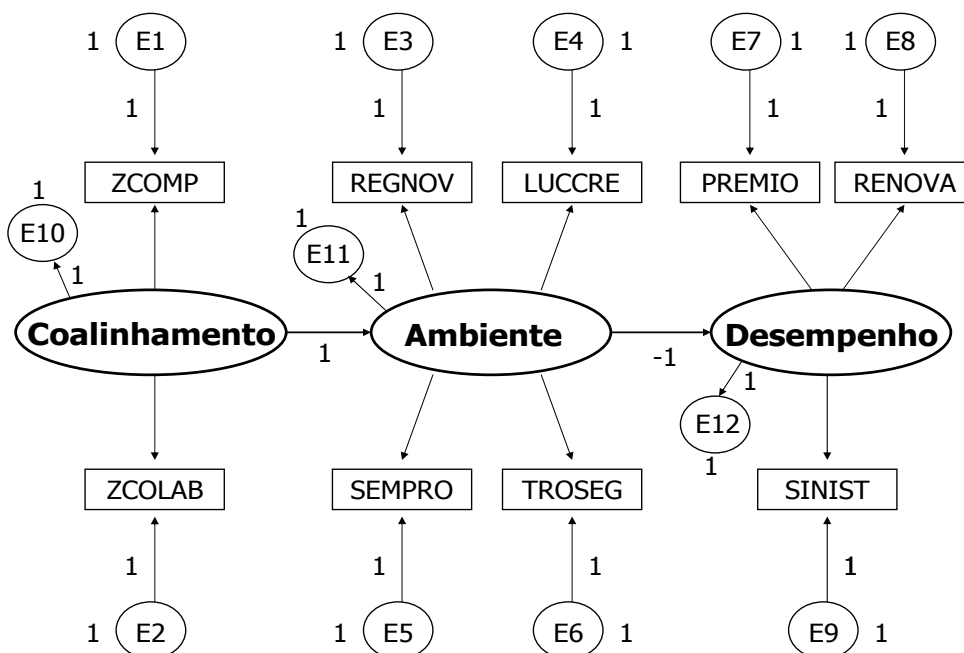 1 E1 1 E3 E4 1 E7 1 1 E8
1 1 1 1 1
ZCOMP REGNOV LUCCRE PREMIO RENOVA
1 1
E10 E11
1 1
Coalinhamento Ambiente Desempenho
1 -1
1
E12
1
ZCOLAB SEMPRO TROSEG SINIST
1 1 1 1
1 E2 1 E5 E6 1 E9 1